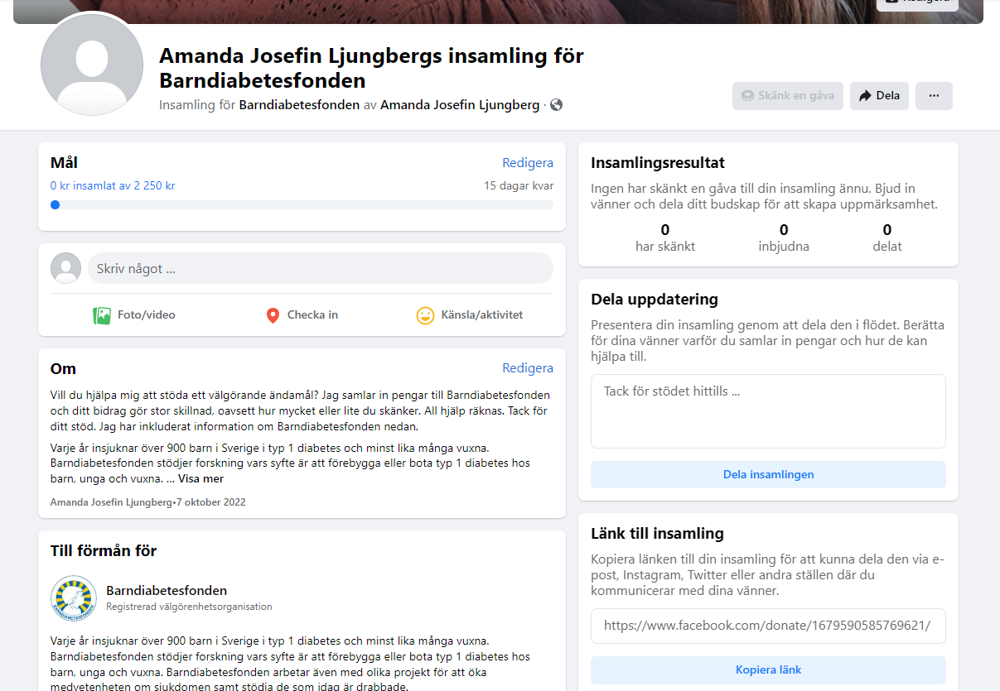 Redigera
Amanda Josefin Ljungbergs insamling för
Barndiabetesfonden
Insamling för Barndiabetesfonden av Amanda Josefin Ljungberg ·
Skänk en gåva
Dela
...
Mål
Redigera
0 kr insamlat av 2 250 kr
15 dagar kvar
Skriv något ...
Foto/video
Checka in
Känsla/aktivitet
Om
Redigera
Vill du hjälpa mig att stöda ett välgörande ändamål? Jag samlar in pengar till Barndiabetesfonden
och ditt bidrag gör stor skillnad, oavsett hur mycket eller lite du skänker. All hjälp räknas. Tack för
ditt stöd. Jag har inkluderat information om Barndiabetesfonden nedan.
Varje år insjuknar över 900 barn i Sverige i typ 1 diabetes och minst lika många vuxna.
Barndiabetesfonden stödjer forskning vars syfte är att förebygga eller bota typ 1 diabetes hos
barn, unga och vuxna. ... Visa mer
Amanda Josefin Ljungberg•7 oktober 2022
Till förmån för
BARNDIABETESFONDEN
Barndiabetesfonden
Registrerad välgörenhetsorganisation
Varje år insjuknar över 900 barn i Sverige i typ 1 diabetes och minst lika många vuxna.
Barndiabetesfonden stödjer forskning vars syfte är att förebygga eller bota typ 1 diabetes hos
barn, unga och vuxna. Barndiabetesfonden arbetar även med olika projekt för att öka
medvetenheten om sjukdomen samt stödja de som idag är drabbade.
Insamlingsresultat
Ingen har skänkt en gåva till din insamling ännu. Bjud in
vänner och dela ditt budskap för att skapa uppmärksamhet.
0 0 0
har skänkt inbjudna delat
Dela uppdatering
Presentera din insamling genom att dela den i flödet. Berätta
för dina vänner varför du samlar in pengar och hur de kan
hjälpa till.
Tack för stödet hittills ...
Dela insamlingen
Länk till insamling
Kopiera länken till din insamling för att kunna dela den via e-
post, Instagram, Twitter eller andra ställen där du
kommunicerar med dina vänner.
https://www.facebook.com/donate/1679590585769621/
Kopiera länk